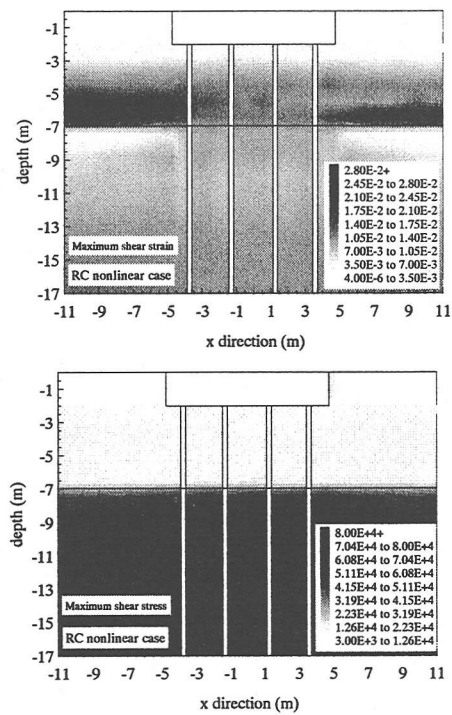 -1
-3
-5
-7
-9
-11
-13
-15
-17
depth (m)
2.80E-2+
2.45E-2 to 2.80E-2
2.10E-2 to 2.45E-2
1.75E-2 to 2.10E-2
1.40E-2 to 1.75E-2
1.05E-2 to 1.40E-2
7.00E-3 to 1.05E-2
3.50E-3 to 7.00E-3
4.00E-6 to 3.50E-3
Maximum shear strain
RC nonlinear case
-11 -9 -7 -5 -3 -1 1 3 5 7 9 11
x direction (m)
-1
-3
-5
-7
-9
-11
-13
-15
-17
depth (m)
8.00E+4+
7.04E+4 to 8.00E+4
6.08E+4 to 7.04E+4
5.11E+4 to 6.08E+4
4.15E+4 to 5.11E+4
3.19E+4 to 4.15E+4
2.23E+4 to 3.19E+4
1.26E+4 to 2.23E+4
3.00E+3 to 1.26E+4
Maximum shear stress
RC nonlinear case
-11 -9 -7 -5 -3 -1 1 3 5 7 9 11
x direction (m)